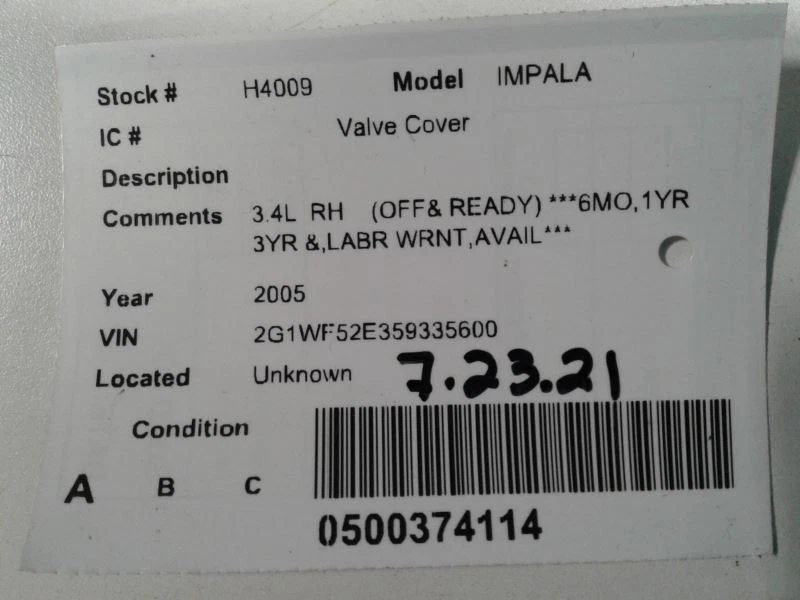 Stock # H4009 Model IMPALA
IC # Valve Cover
Description
Comments 3.4L RH (OFF& READY) ***6MO,1YR
3YR &,LABR WRNT,AVAIL***
Year 2005
VIN 2G1WF52E359335600
Located Unknown 7.23.21
Condition
A B C
0500374114